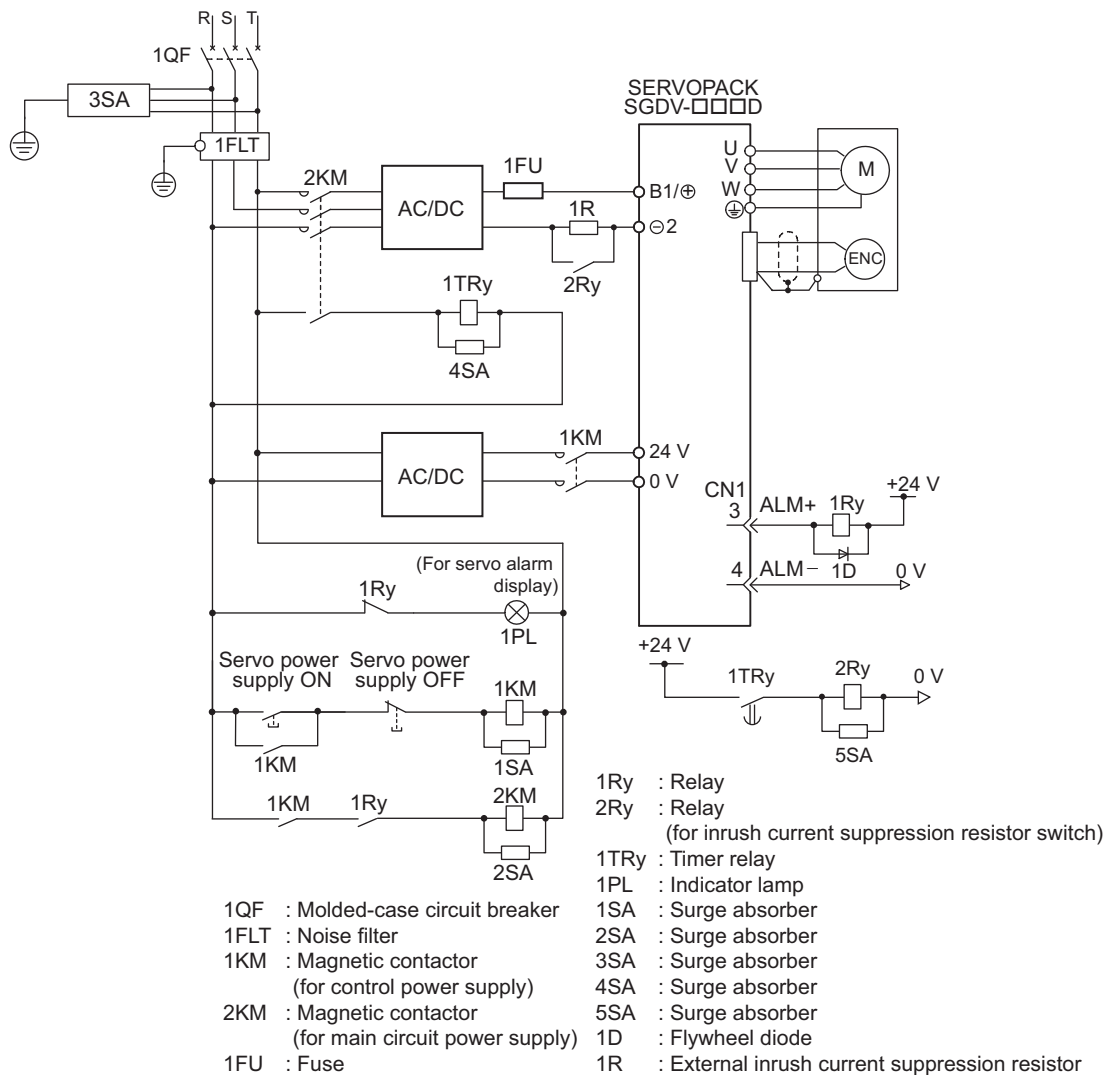 R S T
1QF
3SA
1FLT
2KM
AC/DC
1FU
1R
2Ry
1TRy
4SA
SERVOPACK
SGDV-□□□D
B1/⊕
⊖2
U
V
W
M
ENC
AC/DC
1KM
24 V
0 V
CN1
3
ALM+
1Ry
+24 V
1D
4
ALM−
0 V
(For servo alarm
display)
1Ry
1PL
Servo power
supply ON
Servo power
supply OFF
1KM
1KM
1SA
1KM
1Ry
2KM
2SA
+24 V
1TRy
2Ry
0 V
5SA
1QF : Molded-case circuit breaker
1FLT : Noise filter
1KM : Magnetic contactor
(for control power supply)
2KM : Magnetic contactor
(for main circuit power supply)
1FU : Fuse
1Ry : Relay
2Ry : Relay
(for inrush current suppression resistor switch)
1TRy : Timer relay
1PL : Indicator lamp
1SA : Surge absorber
2SA : Surge absorber
3SA : Surge absorber
4SA : Surge absorber
5SA : Surge absorber
1D : Flywheel diode
1R : External inrush current suppression resistor